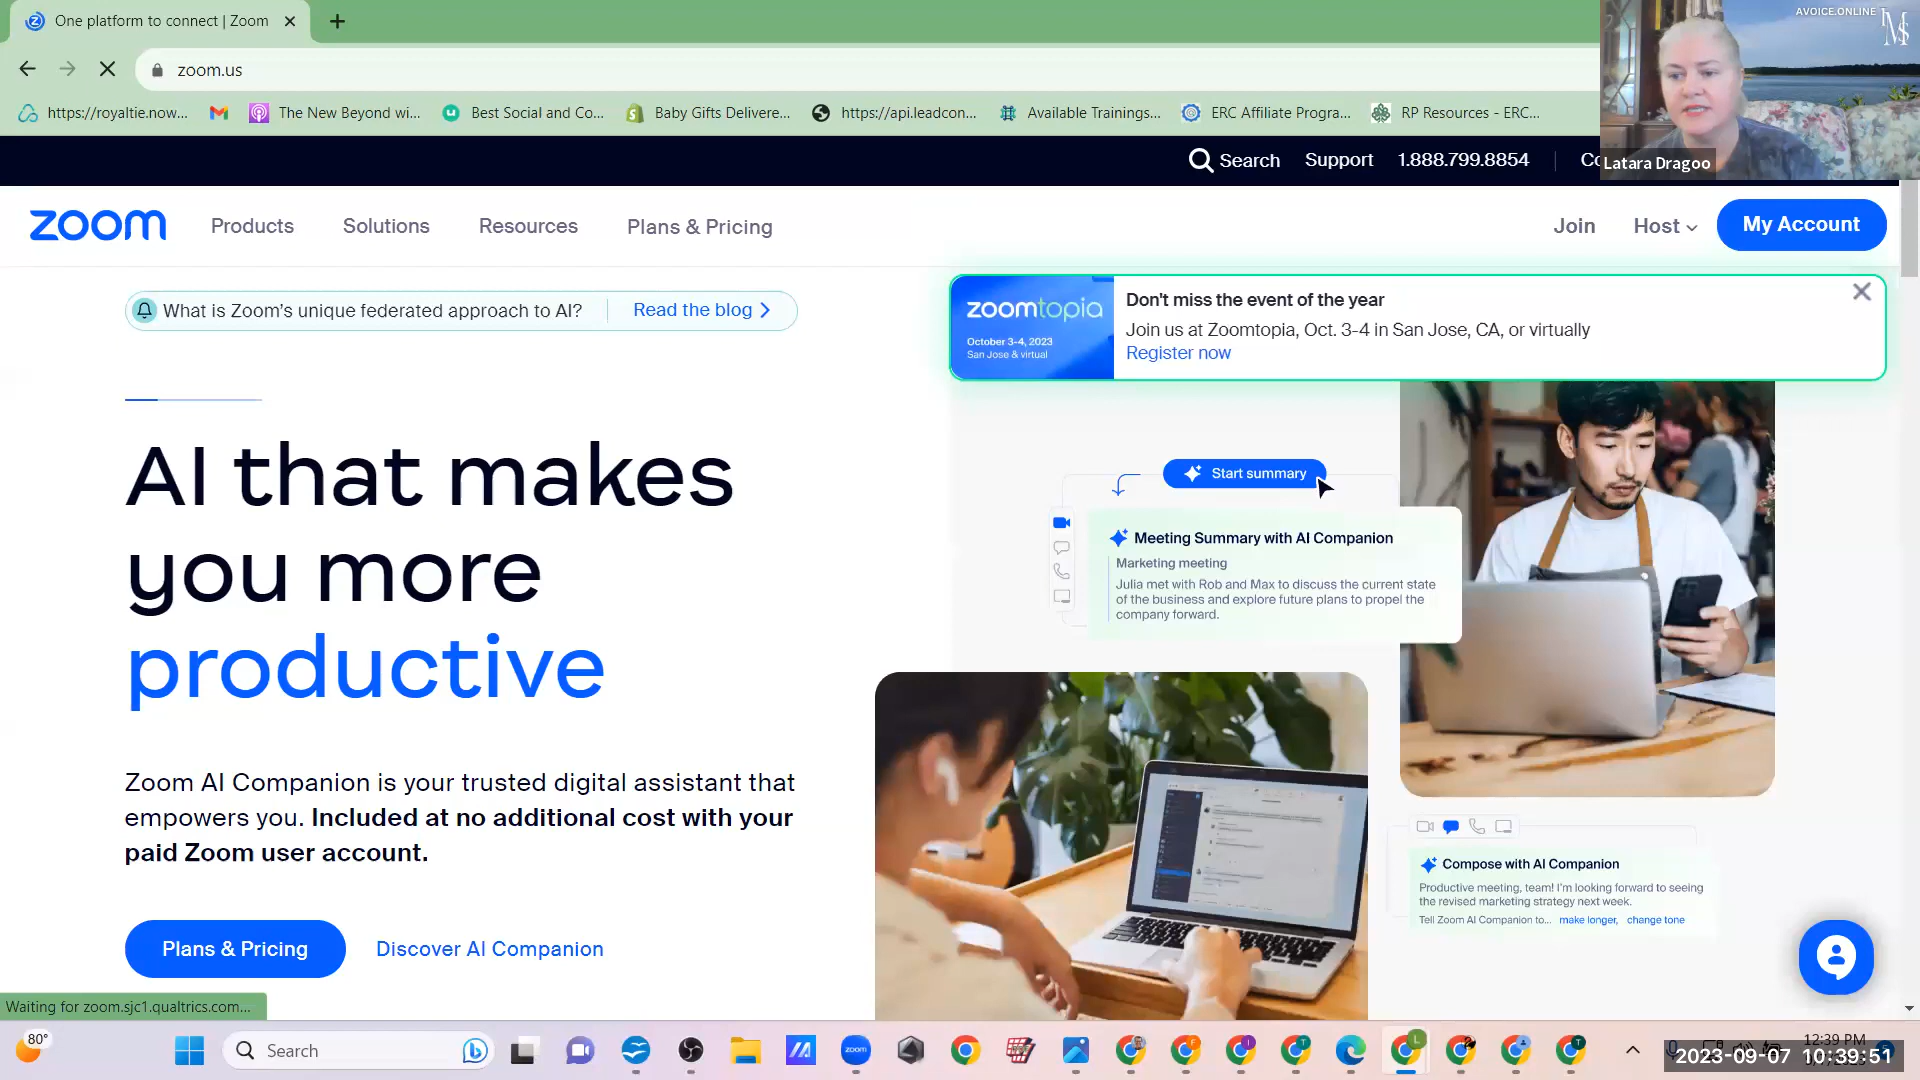 One platform to connect | Zoom
zoom.us
https://royaltie.now...
The New Beyond wi...
Best Social and Co...
Baby Gifts Delivere...
https://api.leadcon...
Available Trainings...
ERC Affiliate Progra...
RP Resources - ERC...
AVOICE.ONLINE
Latara Dragoo
Search
Support
1.888.799.8854
zoom
Products
Solutions
Resources
Plans & Pricing
Join
Host
My Account
What is Zoom's unique federated approach to AI?
Read the blog
zoomtopia
October 3-4, 2023
San Jose & virtual
Don't miss the event of the year
Join us at Zoomtopia, Oct. 3-4 in San Jose, CA, or virtually
Register now
AI that makes
you more
productive
Start summary
Meeting Summary with AI Companion
Marketing meeting
Julia met with Rob and Max to discuss the current state
of the business and explore future plans to propel the
company forward.
Zoom AI Companion is your trusted digital assistant that
empowers you. Included at no additional cost with your
paid Zoom user account.
Compose with AI Companion
Productive meeting, team! I'm looking forward to seeing
the revised marketing strategy next week.
Tell Zoom AI Companion to... make longer, change tone
Plans & Pricing
Discover AI Companion
Waiting for zoom.sjc1.qualtrics.com...
80°
Search
zoom
12:39 PM
2023-09-07 10:39:51